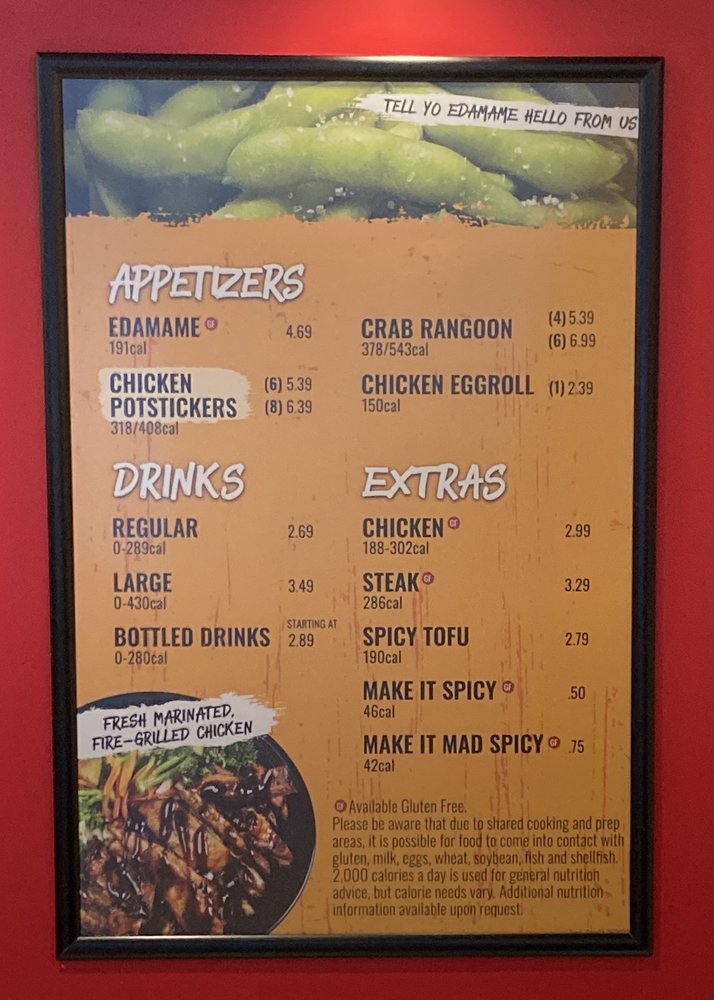 TELL YO EDAMAME HELLO FROM US
APPETIZERS
EDAMAME GF 4.69
191cal
CHICKEN POTSTICKERS (6) 5.39
(8) 6.39
318/408cal
CRAB RANGOON (4) 5.39
(6) 6.99
378/543cal
CHICKEN EGGROLL (1) 2.39
150cal
DRINKS
REGULAR 2.69
0-289cal
LARGE 3.49
0-430cal
BOTTLED DRINKS STARTING AT 2.89
0-280cal
EXTRAS
CHICKEN GF 2.99
188-302cal
STEAK GF 3.29
286cal
SPICY TOFU 2.79
190cal
MAKE IT SPICY GF .50
46cal
MAKE IT MAD SPICY GF .75
42cal
FRESH MARINATED,
FIRE-GRILLED CHICKEN
GF Available Gluten Free.
Please be aware that due to shared cooking and prep
areas, it is possible for food to come into contact with
gluten, milk, eggs, wheat, soybean, fish and shellfish.
2,000 calories a day is used for general nutrition
advice, but calorie needs vary. Additional nutrition
information available upon request.